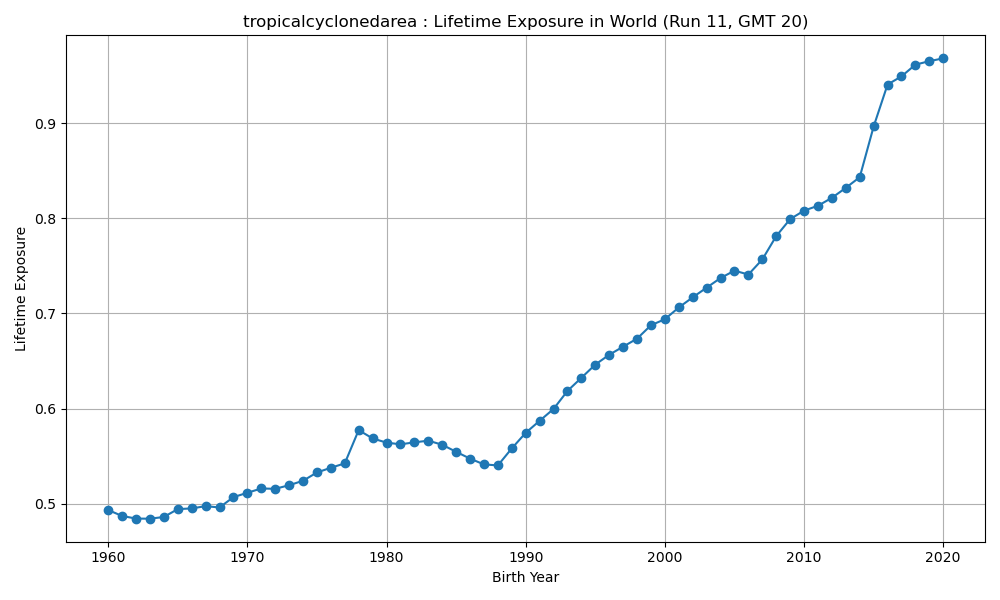 tropicalcyclonedarea : Lifetime Exposure in World (Run 11, GMT 20)
Lifetime Exposure
0.9
0.8
0.7
0.6
0.5
1960 1970 1980 1990 2000 2010 2020
Birth Year